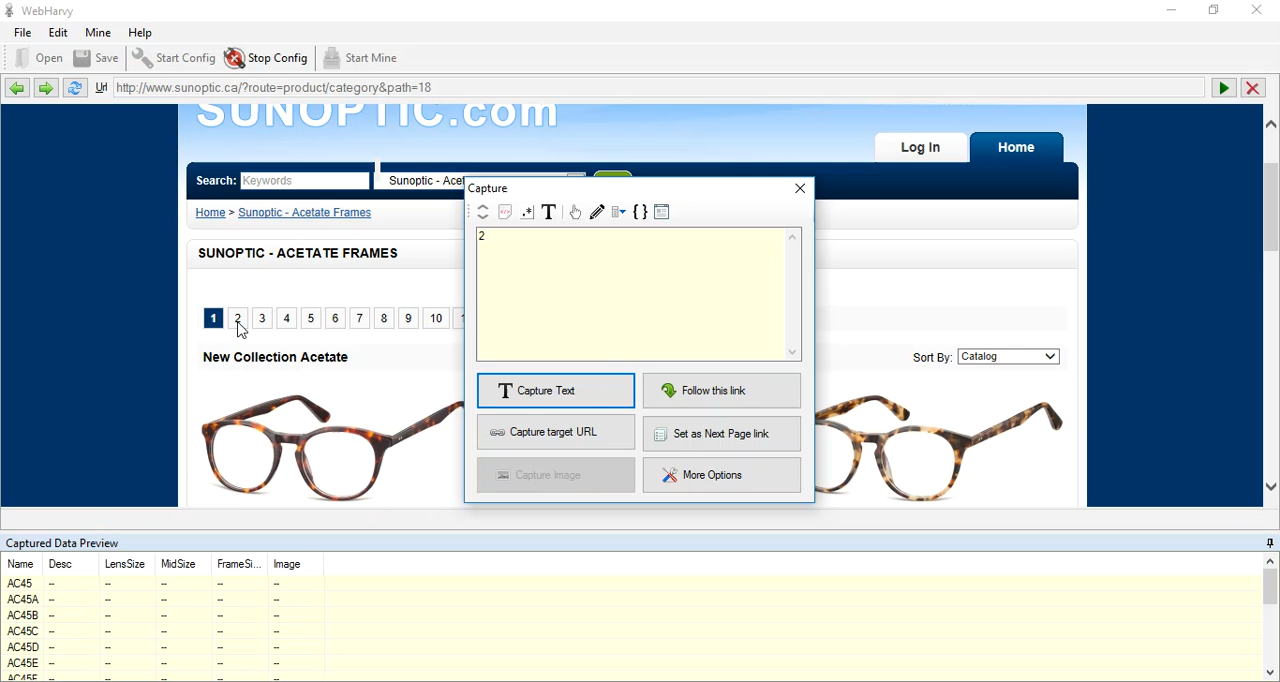 WebHarvy
File Edit Mine Help
Open Save Start Config Stop Config Start Mine
Url http://www.sunoptic.ca/?route=product/category&path=18
SUNOPTIC.com
Log In Home
Search: Keywords Sunoptic - Acet
Home > Sunoptic - Acetate Frames
SUNOPTIC - ACETATE FRAMES
1 2 3 4 5 6 7 8 9 10 1
New Collection Acetate
Sort By: Catalog
Capture
</> .* T { }
2
T Capture Text
Follow this link
Capture target URL
Set as Next Page link
Capture Image
More Options
Captured Data Preview
Name Desc LensSize MidSize FrameSi... Image
AC45 -- -- -- -- --
AC45A -- -- -- -- --
AC45B -- -- -- -- --
AC45C -- -- -- -- --
AC45D -- -- -- -- --
AC45E -- -- -- -- --
AC45F -- -- -- -- --